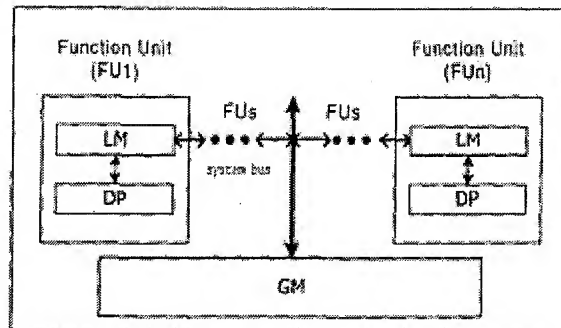 Function Unit
(FU1)
Function Unit
(FUn)
FUs
FUs
LM
LM
system bus
DP
DP
GM